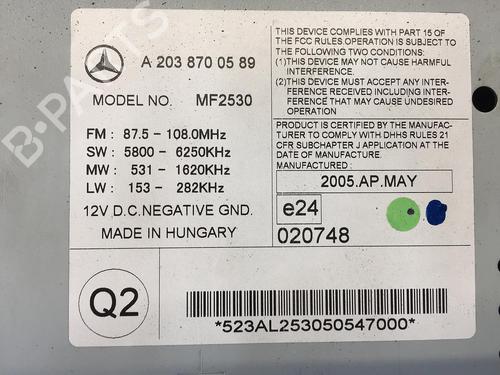 A 203 870 05 89
MODEL NO. MF2530
FM : 87.5 - 108.0MHz
SW : 5800 - 6250KHz
MW : 531 - 1620KHz
LW : 153 - 282KHz
12V D.C.NEGATIVE GND.
MADE IN HUNGARY
THIS DEVICE COMPLIES WITH PART 15 OF
THE FCC RULES.OPERATION IS SUBJECT TO
THE FOLLOWING TWO CONDITIONS:
(1)THIS DEVICE MAY NOT CAUSE HARMFUL
INTERFERENCE.
(2)THIS DEVICE MUST ACCEPT ANY INTER-
FERENCE RECEIVED INCLUDING INTER-
FERENCE THAT MAY CAUSE UNDESIRED
OPERATION
PRODUCT IS CERTIFIED BY THE MANUFAC-
TURER TO COMPLY WITH DHHS RULES 21
CFR SUBCHAPTER J APPLICATION AT THE
DATE OF MANUFACTURE.
MANUFACTURED :
2005.AP.MAY
e24
020748
Q2
*523AL253050547000*
B-PARTS